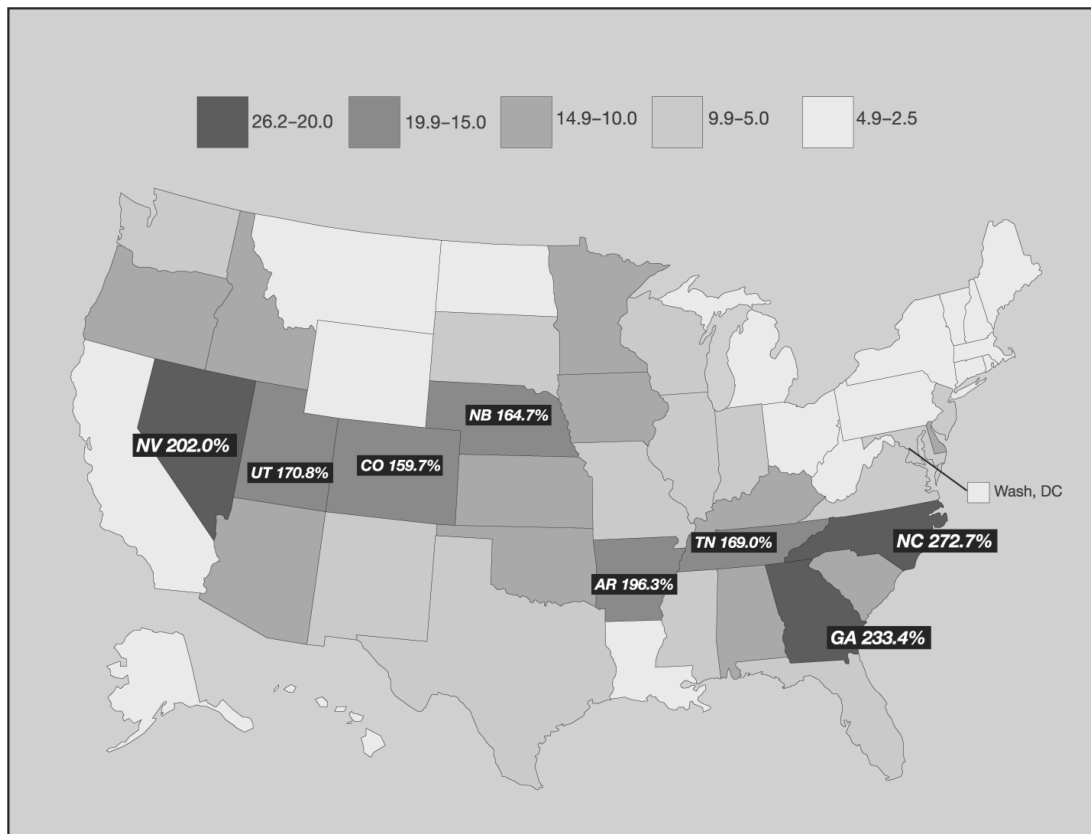 26.2–20.0
19.9–15.0
14.9–10.0
9.9–5.0
4.9–2.5
NB 164.7%
NV 202.0%
UT 170.8%
CO 159.7%
Wash, DC
TN 169.0%
NC 272.7%
AR 196.3%
GA 233.4%